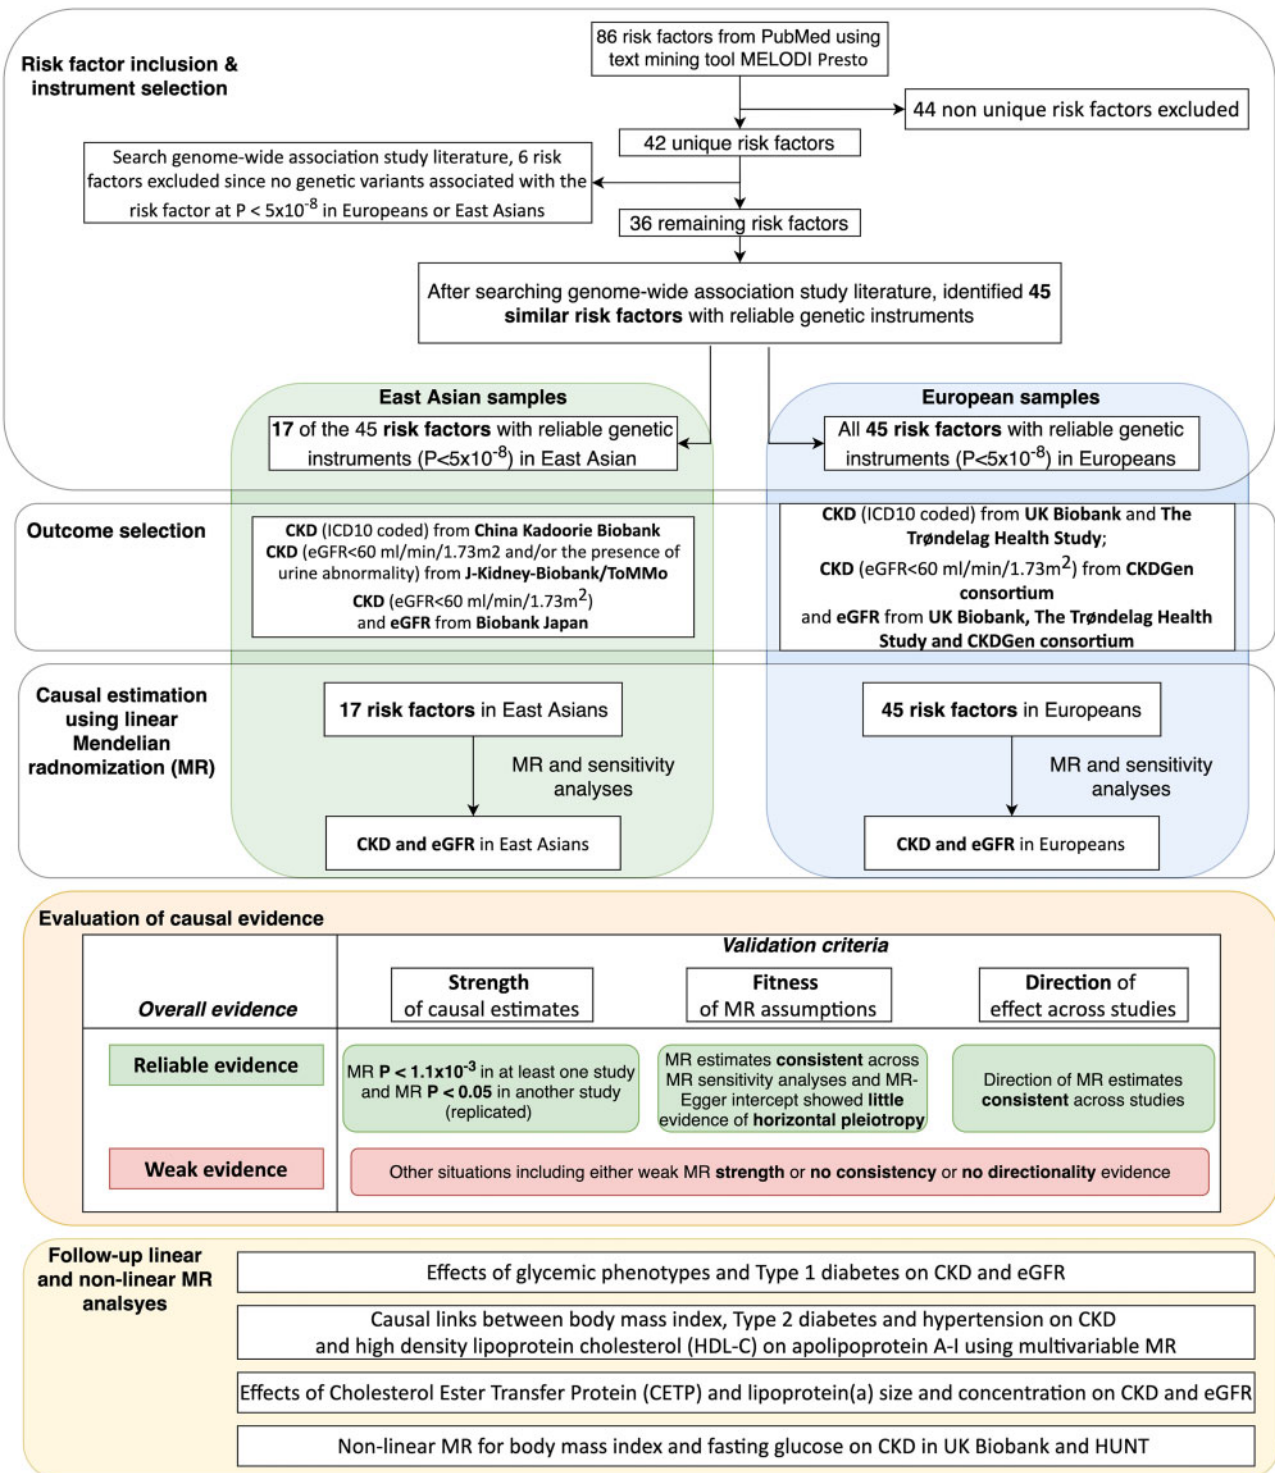 Risk factor inclusion &
instrument selection
86 risk factors from PubMed using
text mining tool MELODI Presto
44 non unique risk factors excluded
42 unique risk factors
Search genome-wide association study literature, 6 risk
factors excluded since no genetic variants associated with the
risk factor at P < 5x10⁻⁸ in Europeans or East Asians
36 remaining risk factors
After searching genome-wide association study literature, identified 45
similar risk factors with reliable genetic instruments
East Asian samples
17 of the 45 risk factors with reliable genetic
instruments (P<5x10⁻⁸) in East Asian
European samples
All 45 risk factors with reliable genetic
instruments (P<5x10⁻⁸) in Europeans
Outcome selection
CKD (ICD10 coded) from China Kadoorie Biobank
CKD (eGFR<60 ml/min/1.73m2 and/or the presence of
urine abnormality) from J-Kidney-Biobank/ToMMo
CKD (eGFR<60 ml/min/1.73m²)
and eGFR from Biobank Japan
CKD (ICD10 coded) from UK Biobank and The
Trøndelag Health Study;
CKD (eGFR<60 ml/min/1.73m²) from CKDGen
consortium
and eGFR from UK Biobank, The Trøndelag Health
Study and CKDGen consortium
Causal estimation
using linear
Mendelian
radnomization (MR)
17 risk factors in East Asians
MR and sensitivity
analyses
CKD and eGFR in East Asians
45 risk factors in Europeans
MR and sensitivity
analyses
CKD and eGFR in Europeans
Evaluation of causal evidence
Validation criteria
Overall evidence
Strength
of causal estimates
Fitness
of MR assumptions
Direction of
effect across studies
Reliable evidence
MR P < 1.1x10⁻³ in at least one study
and MR P < 0.05 in another study
(replicated)
MR estimates consistent across
MR sensitivity analyses and MR-
Egger intercept showed little
evidence of horizontal pleiotropy
Direction of MR estimates
consistent across studies
Weak evidence
Other situations including either weak MR strength or no consistency or no directionality evidence
Follow-up linear
and non-linear MR
analsyes
Effects of glycemic phenotypes and Type 1 diabetes on CKD and eGFR
Causal links between body mass index, Type 2 diabetes and hypertension on CKD
and high density lipoprotein cholesterol (HDL-C) on apolipoprotein A-I using multivariable MR
Effects of Cholesterol Ester Transfer Protein (CETP) and lipoprotein(a) size and concentration on CKD and eGFR
Non-linear MR for body mass index and fasting glucose on CKD in UK Biobank and HUNT